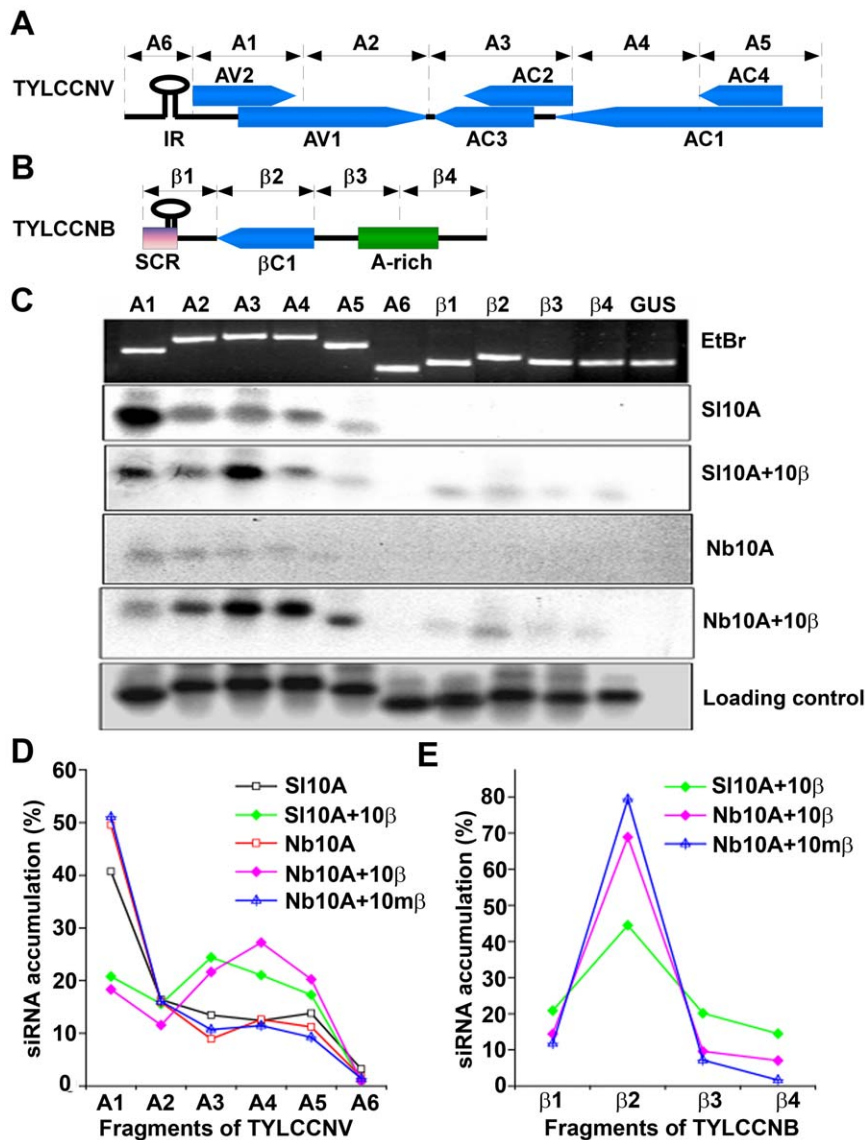 A
A6 A1 A2 A3 A4 A5
TYLCCNV
AV2 AC2 AC4
IR AV1 AC3 AC1
B
β1 β2 β3 β4
TYLCCNB
SCR βC1 A-rich
C
A1 A2 A3 A4 A5 A6 β1 β2 β3 β4 GUS
EtBr
Sl10A
Sl10A+10β
Nb10A
Nb10A+10β
Loading control
D
siRNA accumulation (%)
60
50
40
30
20
10
0
Sl10A
Sl10A+10β
Nb10A
Nb10A+10β
Nb10A+10mβ
A1 A2 A3 A4 A5 A6
Fragments of TYLCCNV
E
siRNA accumulation (%)
80
70
60
50
40
30
20
10
0
Sl10A+10β
Nb10A+10β
Nb10A+10mβ
β1 β2 β3 β4
Fragments of TYLCCNB